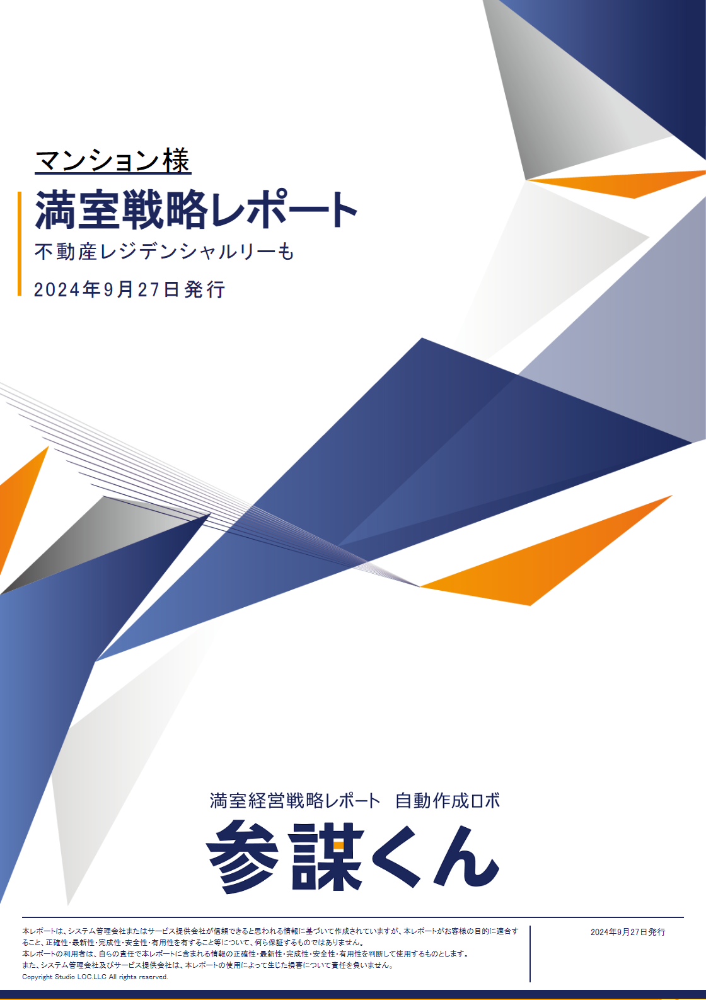 マンション様
満室戦略レポート
不動産レジデンシャルリーも
2024年9月27日発行
満室経営戦略レポート　自動作成ロボ
参謀くん
本レポートは、システム管理会社またはサービス提供会社が信頼できると思われる情報に基づいて作成されていますが、本レポートがお客様の目的に適合す
ること、正確性・最新性・完成性・安全性・有用性を有すること等について、何ら保証するものではありません。
本レポートの利用者は、自らの責任で本レポートに含まれる情報の正確性・最新性・完成性・安全性・有用性を判断して使用するものとします。
また、システム管理会社及びサービス提供会社は、本レポートの使用によって生じた損害について責任を負いません。
Copyright Studio LOC.LLC All rights reserved.
2024年9月27日発行